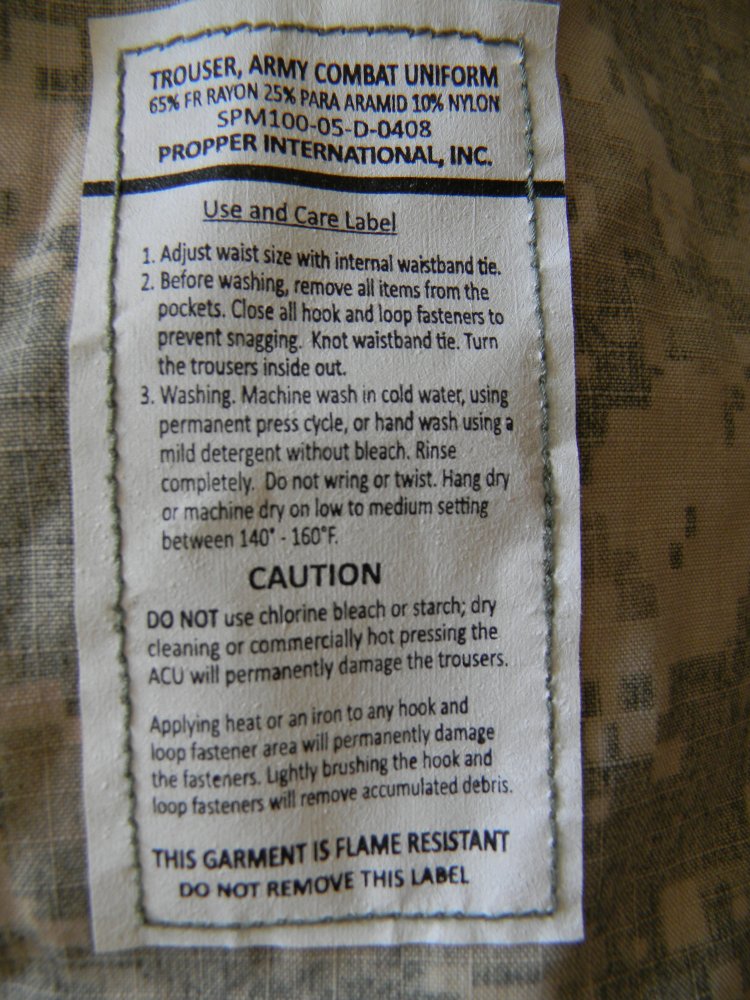 TROUSER, ARMY COMBAT UNIFORM
65% FR RAYON 25% PARA ARAMID 10% NYLON
SPM100-05-D-0408
PROPPER INTERNATIONAL, INC.
Use and Care Label
1. Adjust waist size with internal waistband tie.
2. Before washing, remove all items from the
pockets. Close all hook and loop fasteners to
prevent snagging. Knot waistband tie. Turn
the trousers inside out.
3. Washing. Machine wash in cold water, using
permanent press cycle, or hand wash using a
mild detergent without bleach. Rinse
completely. Do not wring or twist. Hang dry
or machine dry on low to medium setting
between 140° - 160°F.
CAUTION
DO NOT use chlorine bleach or starch; dry
cleaning or commercially hot pressing the
ACU will permanently damage the trousers.
Applying heat or an iron to any hook and
loop fastener area will permanently damage
the fasteners. Lightly brushing the hook and
loop fasteners will remove accumulated debris.
THIS GARMENT IS FLAME RESISTANT
DO NOT REMOVE THIS LABEL